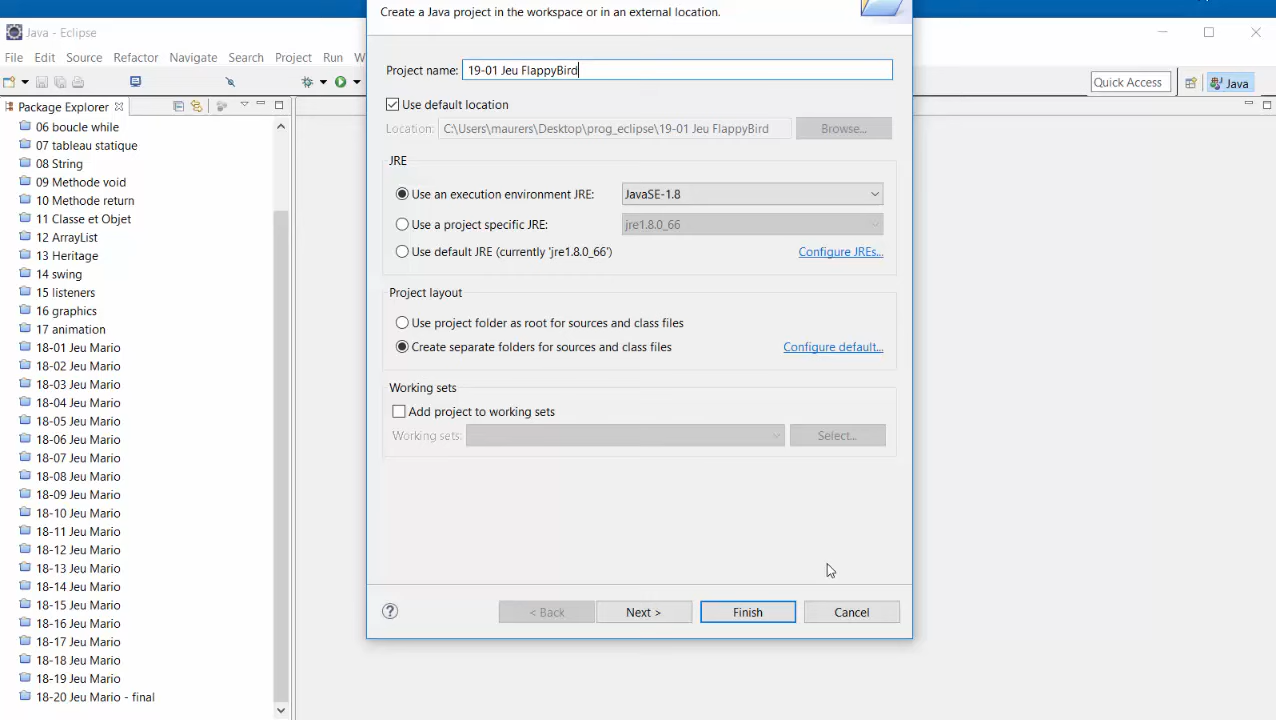 Create a Java project in the workspace or in an external location.
Java - Eclipse
File Edit Source Refactor Navigate Search Project Run W
Quick Access
Java
Package Explorer
06 boucle while
07 tableau statique
08 String
09 Methode void
10 Methode return
11 Classe et Objet
12 ArrayList
13 Heritage
14 swing
15 listeners
16 graphics
17 animation
18-01 Jeu Mario
18-02 Jeu Mario
18-03 Jeu Mario
18-04 Jeu Mario
18-05 Jeu Mario
18-06 Jeu Mario
18-07 Jeu Mario
18-08 Jeu Mario
18-09 Jeu Mario
18-10 Jeu Mario
18-11 Jeu Mario
18-12 Jeu Mario
18-13 Jeu Mario
18-14 Jeu Mario
18-15 Jeu Mario
18-16 Jeu Mario
18-17 Jeu Mario
18-18 Jeu Mario
18-19 Jeu Mario
18-20 Jeu Mario - final
Project name: 19-01 Jeu FlappyBird
Use default location
Location: C:\Users\maurers\Desktop\prog_eclipse\19-01 Jeu FlappyBird Browse...
JRE
Use an execution environment JRE: JavaSE-1.8
Use a project specific JRE: jre1.8.0_66
Use default JRE (currently 'jre1.8.0_66') Configure JREs...
Project layout
Use project folder as root for sources and class files
Create separate folders for sources and class files Configure default...
Working sets
Add project to working sets
Working sets: Select...
? < Back Next > Finish Cancel